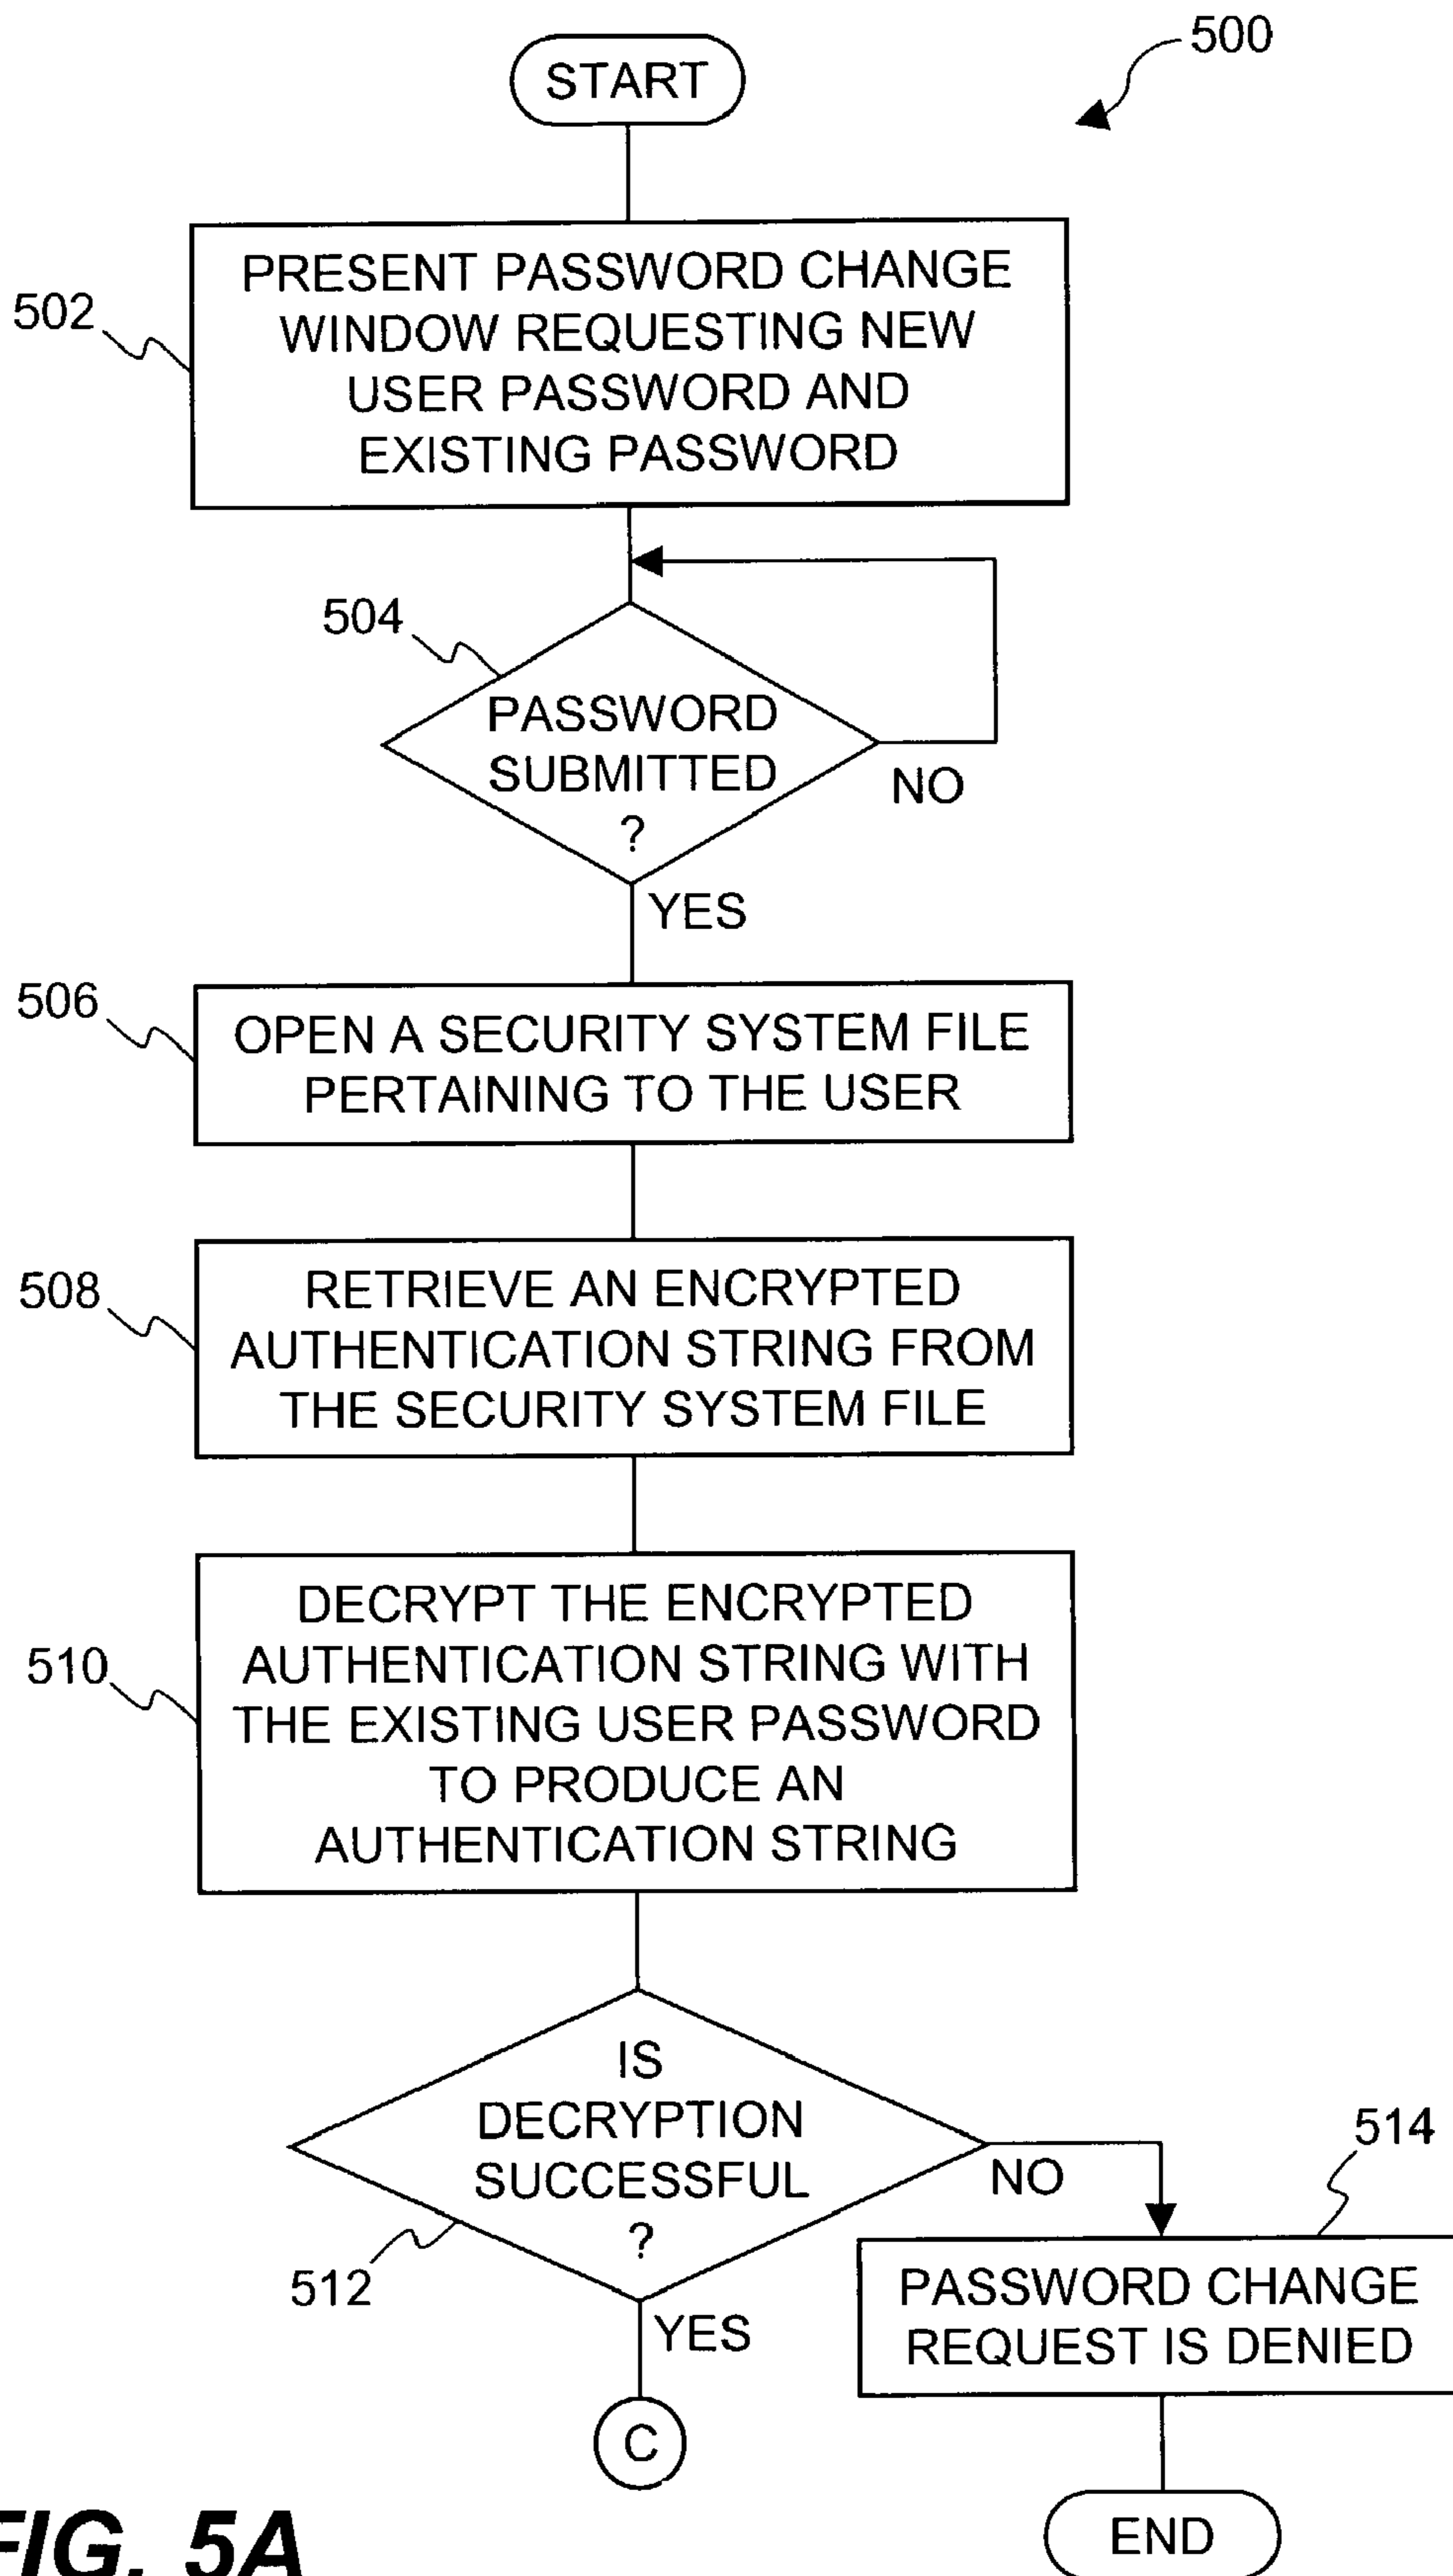 500
START
502
PRESENT PASSWORD CHANGE
WINDOW REQUESTING NEW
USER PASSWORD AND
EXISTING PASSWORD
504
PASSWORD
SUBMITTED
?
NO
YES
506
OPEN A SECURITY SYSTEM FILE
PERTAINING TO THE USER
508
RETRIEVE AN ENCRYPTED
AUTHENTICATION STRING FROM
THE SECURITY SYSTEM FILE
510
DECRYPT THE ENCRYPTED
AUTHENTICATION STRING WITH
THE EXISTING USER PASSWORD
TO PRODUCE AN
AUTHENTICATION STRING
512
IS
DECRYPTION
SUCCESSFUL
?
NO
514
PASSWORD CHANGE
REQUEST IS DENIED
YES
C
END
FIG. 5A